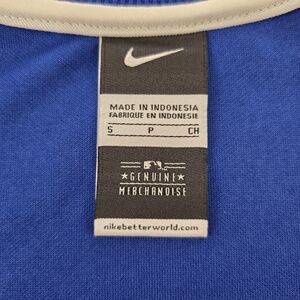 MADE IN INDONESIA
FABRIQUE EN INDONESIE
S P CH
★ GENUINE ★
MERCHANDISE
nikebetterworld.com